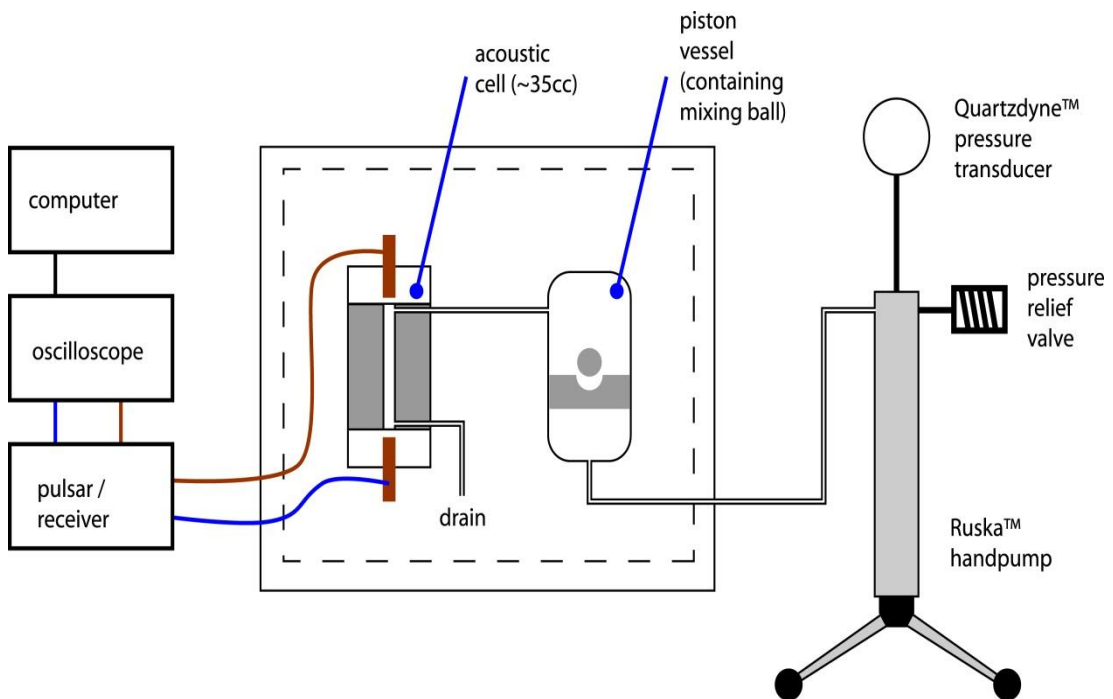 piston
vessel
(containing
mixing ball)
acoustic
cell (~35cc)
Quartzdyne™
pressure
transducer
computer
pressure
relief
valve
oscilloscope
pulsar /
receiver
drain
Ruska™
handpump